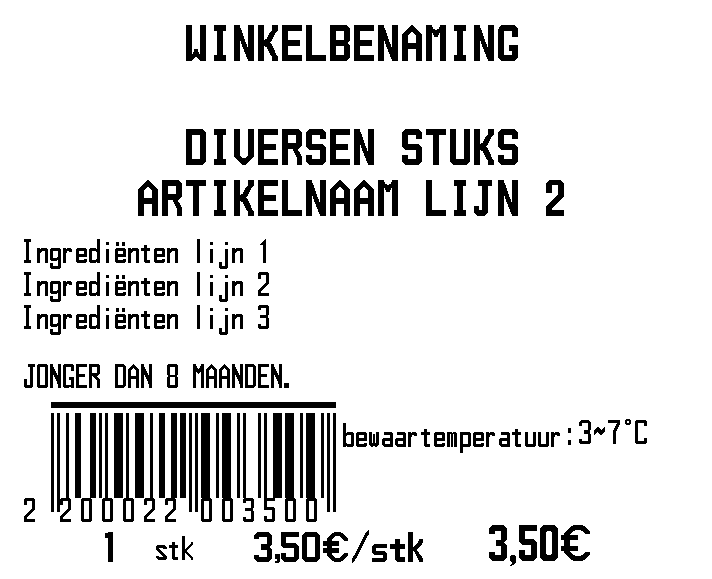 WINKELBENAMING
DIVERSEN STUKS
ARTIKELNAAM LIJN 2
Ingrediënten lijn 1
Ingrediënten lijn 2
Ingrediënten lijn 3
JONGER DAN 8 MAANDEN.
bewaartemperatuur:3~7°C
2 200022 003500
1 stk 3,50€/stk 3,50€